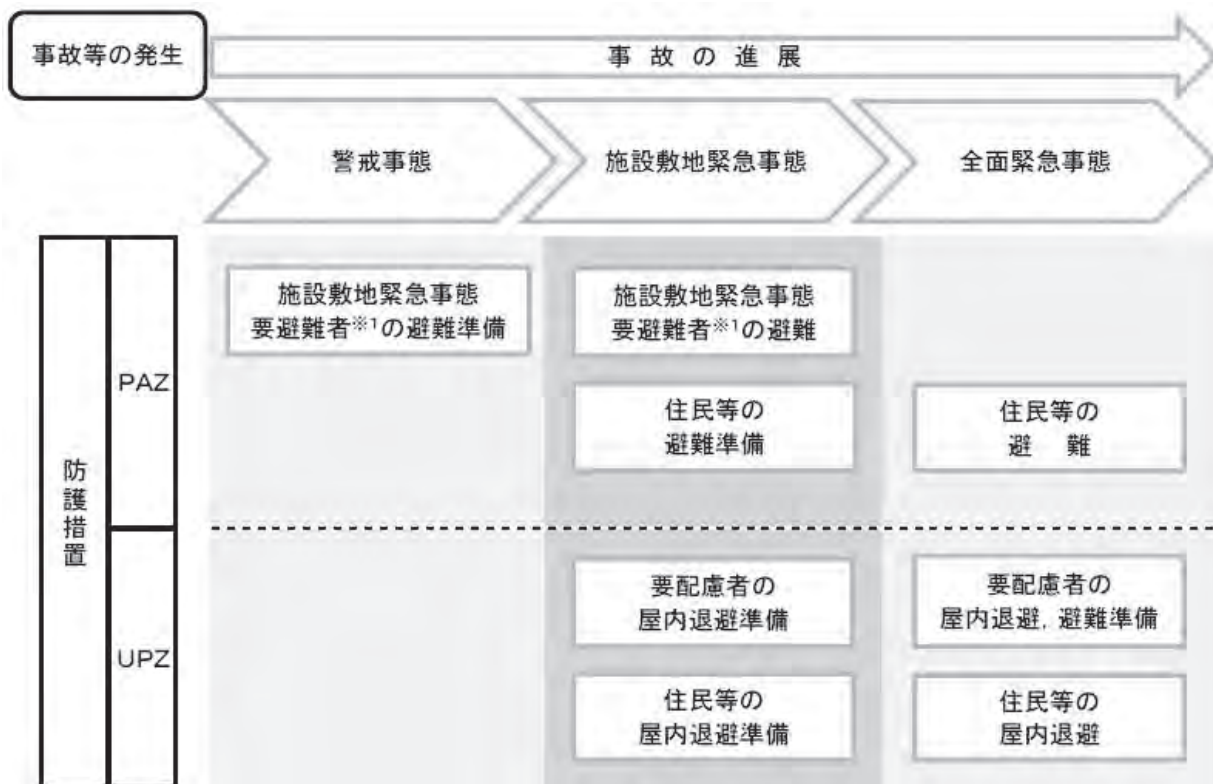 事故等の発生
事故の進展
警戒事態
施設敷地緊急事態
全面緊急事態
防護措置
PAZ
施設敷地緊急事態
要避難者※1の避難準備
施設敷地緊急事態
要避難者※1の避難
住民等の
避難準備
住民等の
避 難
UPZ
要配慮者の
屋内退避準備
要配慮者の
屋内退避，避難準備
住民等の
屋内退避準備
住民等の
屋内退避